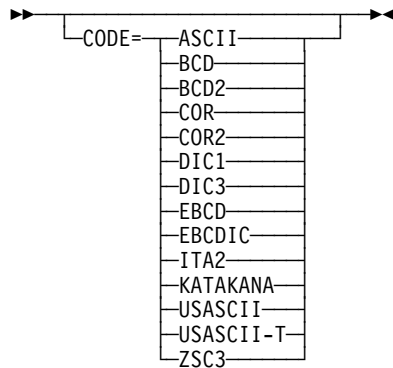 CODE= ASCII
BCD
BCD2
COR
COR2
DIC1
DIC3
EBCD
EBCDIC
ITA2
KATAKANA
USASCII
USASCII-T
ZSC3